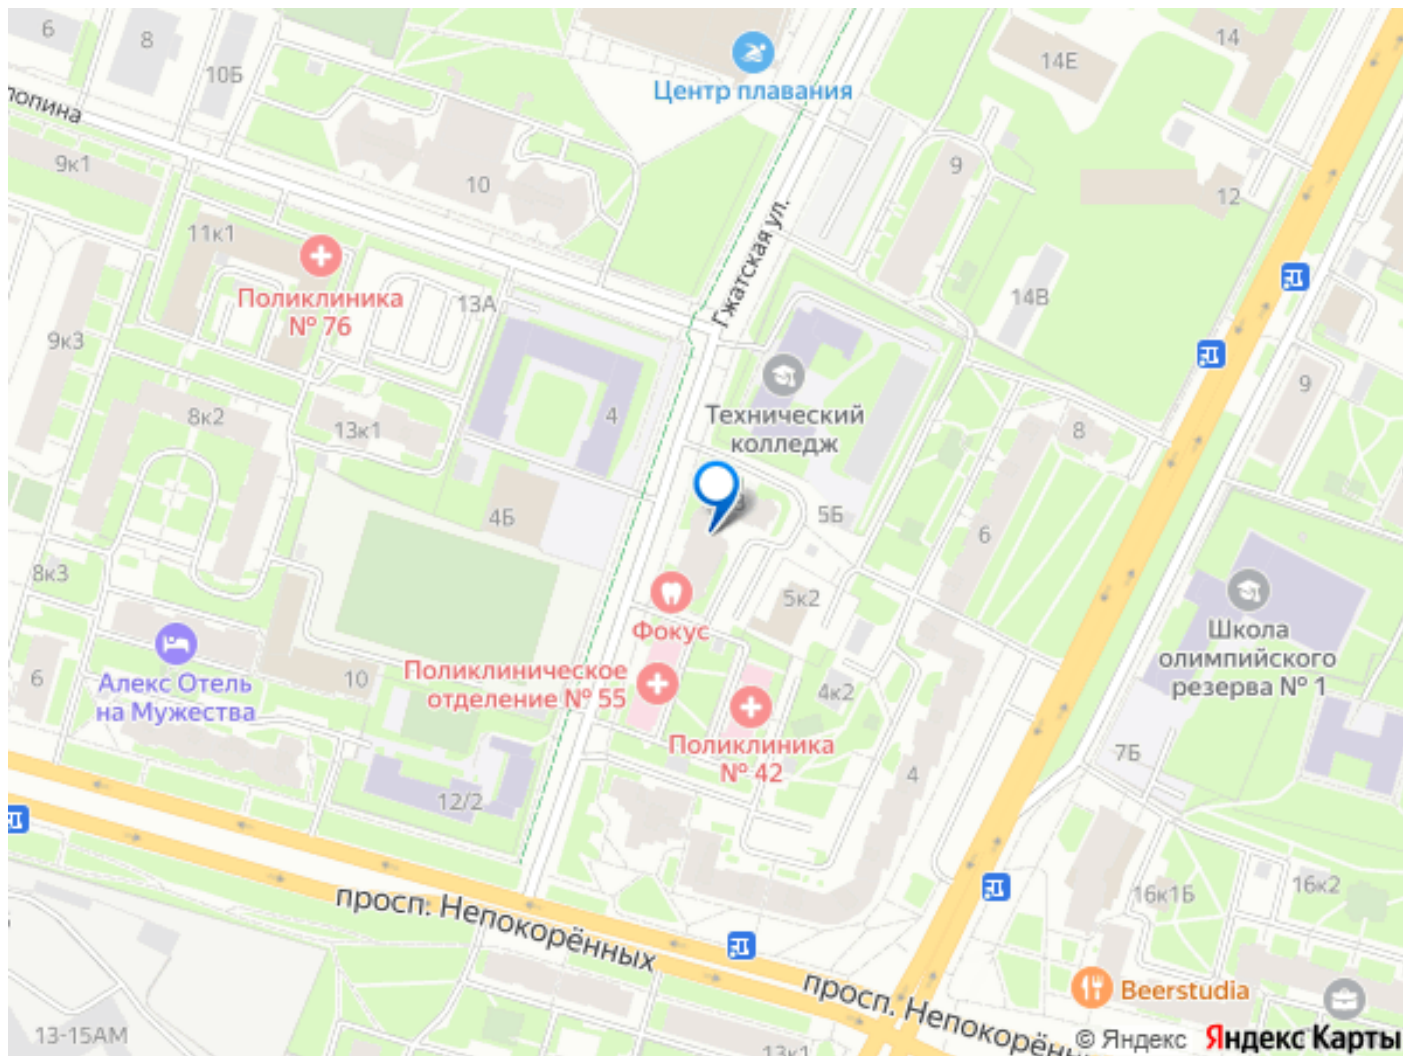 6
8
10Б
14Е
14
Центр плавания
лопина
9к1
10
9
12
11к1
Гжатская ул.
Поликлиника
№ 76
13А
14В
9к3
9
8к2
13к1
4
Технический
колледж
8
4Б
5Б
6
8к3
5к2
Фокус
Школа
олимпийского
резерва № 1
6
Алекс Отель
на Мужества
10
Поликлиническое
отделение № 55
4к2
Поликлиника
№ 42
7Б
4
12/2
просп. Непокорённых
16к1Б
16к2
просп. Непокорённых
Beerstudia
13-15АМ
13к1
© Яндекс Яндекс Карты